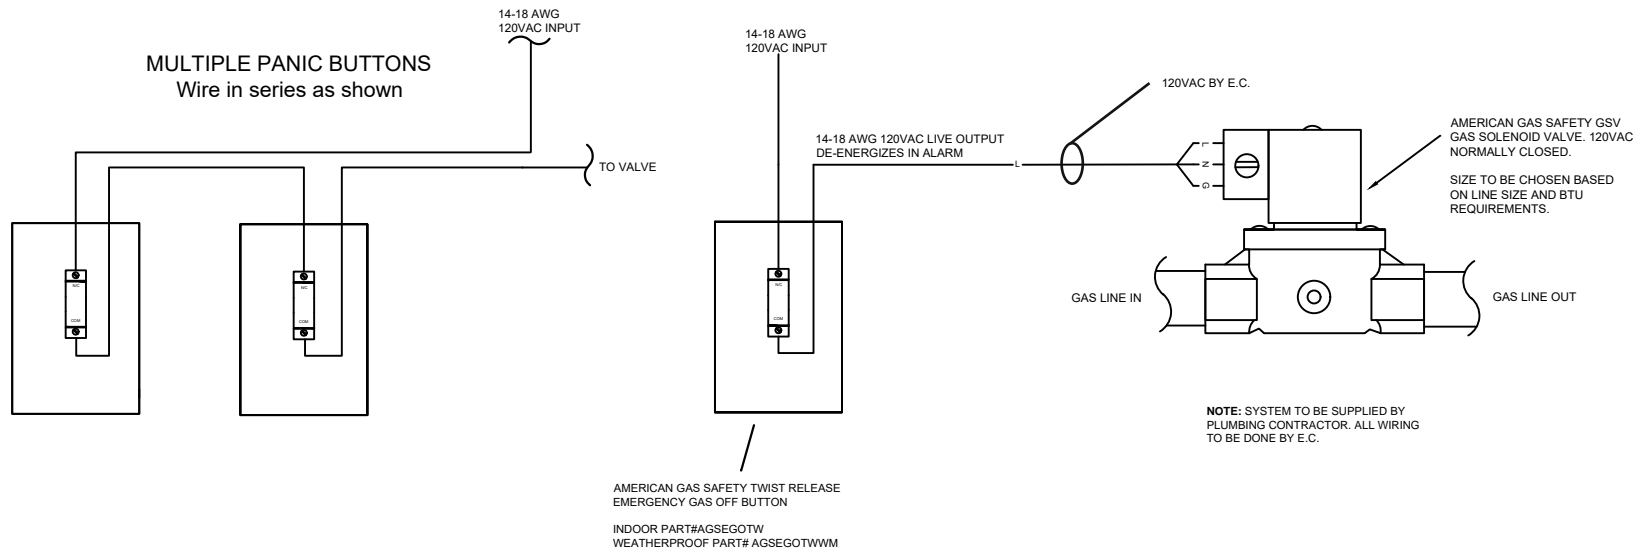 14-18 AWG
120VAC INPUT
MULTIPLE PANIC BUTTONS
Wire in series as shown
TO VALVE
N/C
COM
N/C
COM
14-18 AWG
120VAC INPUT
14-18 AWG 120VAC LIVE OUTPUT
DE-ENERGIZES IN ALARM
L
120VAC BY E.C.
L
N
G
N/C
COM
AMERICAN GAS SAFETY GSV
GAS SOLENOID VALVE. 120VAC
NORMALLY CLOSED.
SIZE TO BE CHOSEN BASED
ON LINE SIZE AND BTU
REQUIREMENTS.
GAS LINE IN
GAS LINE OUT
NOTE: SYSTEM TO BE SUPPLIED BY
PLUMBING CONTRACTOR. ALL WIRING
TO BE DONE BY E.C.
AMERICAN GAS SAFETY TWIST RELEASE
EMERGENCY GAS OFF BUTTON
INDOOR PART#AGSEGOTW
WEATHERPROOF PART# AGSEGOTWWM